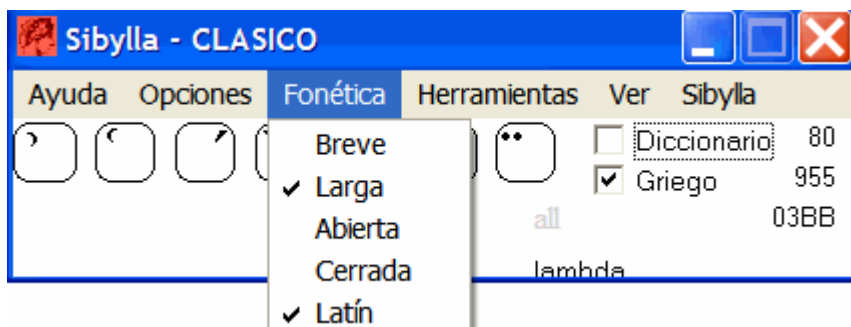 Sibylla - CLASICO
Ayuda Opciones Fonética Herramientas Ver Sibylla
Breve
Larga
Abierta
Cerrada
Latín
Diccionario 80
Griego 955
all 03BB
lambda